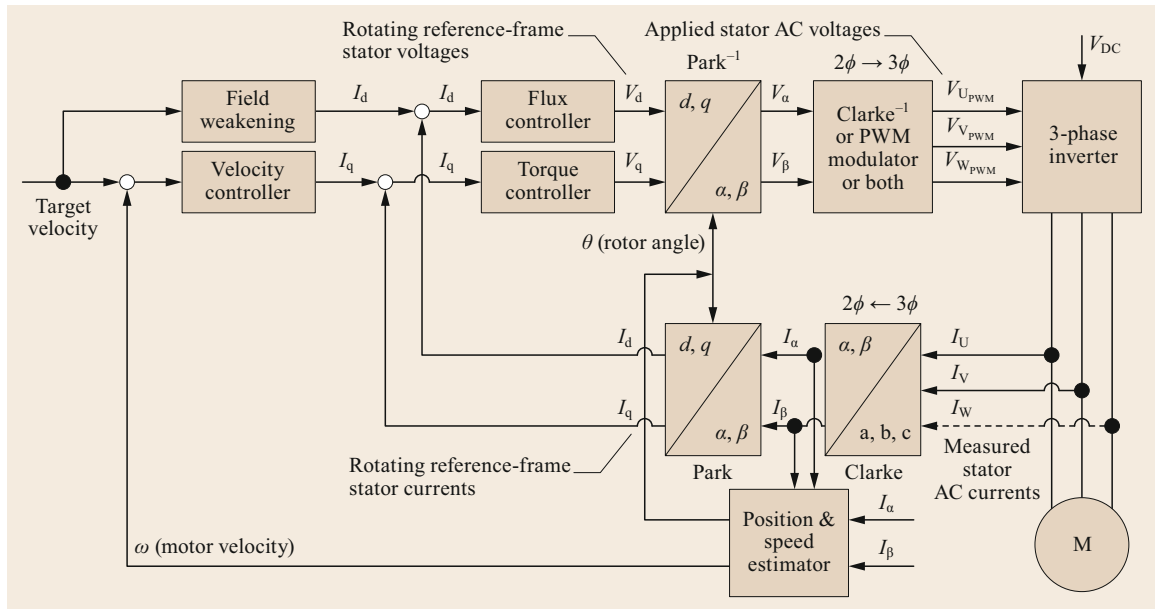 Rotating reference-frame
stator voltages
Applied stator AC voltages
Park⁻¹
2ϕ → 3ϕ
V_DC
Field
weakening
I_d
I_d
Flux
controller
V_d
d, q
α, β
V_α
Clarke⁻¹
or PWM
modulator
or both
V_U_PWM
V_V_PWM
V_W_PWM
3-phase
inverter
Target
velocity
Velocity
controller
I_q
I_q
Torque
controller
V_q
V_β
θ (rotor angle)
2ϕ ← 3ϕ
I_d
d, q
α, β
I_α
α, β
a, b, c
I_U
I_V
I_q
I_β
I_W
Rotating reference-frame
stator currents
Park
Clarke
Measured
stator
AC currents
Position &
speed
estimator
I_α
I_β
ω (motor velocity)
M